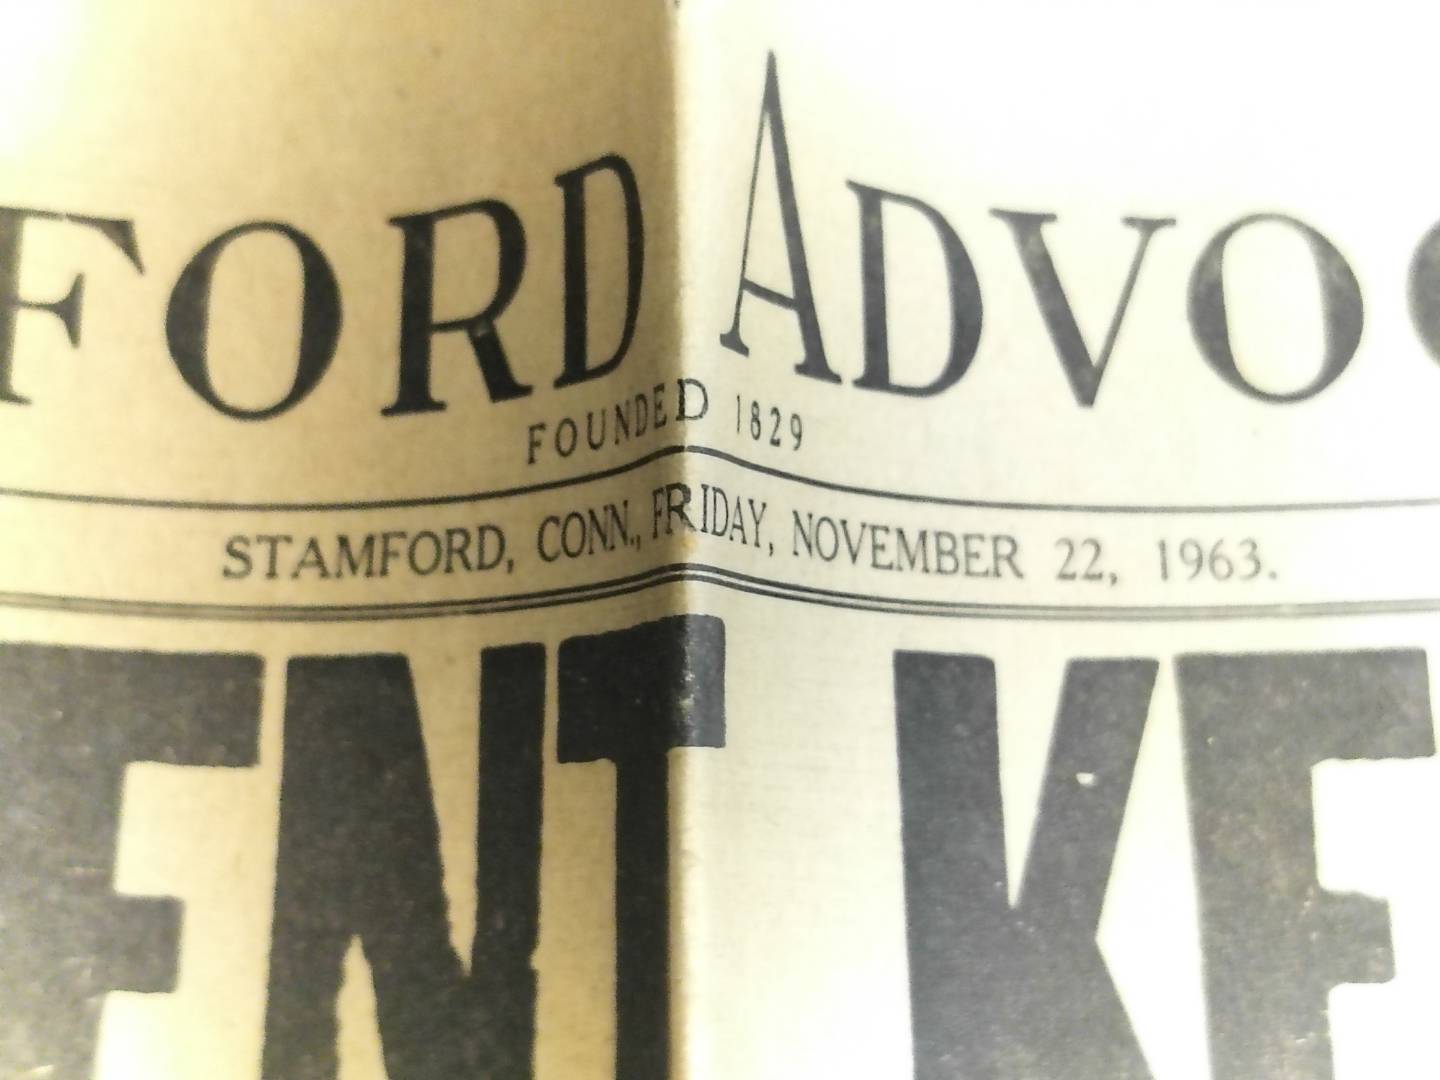 FORD ADVOC
FOUNDED 1829
STAMFORD, CONN., FRIDAY, NOVEMBER 22, 1963.
ENT KE